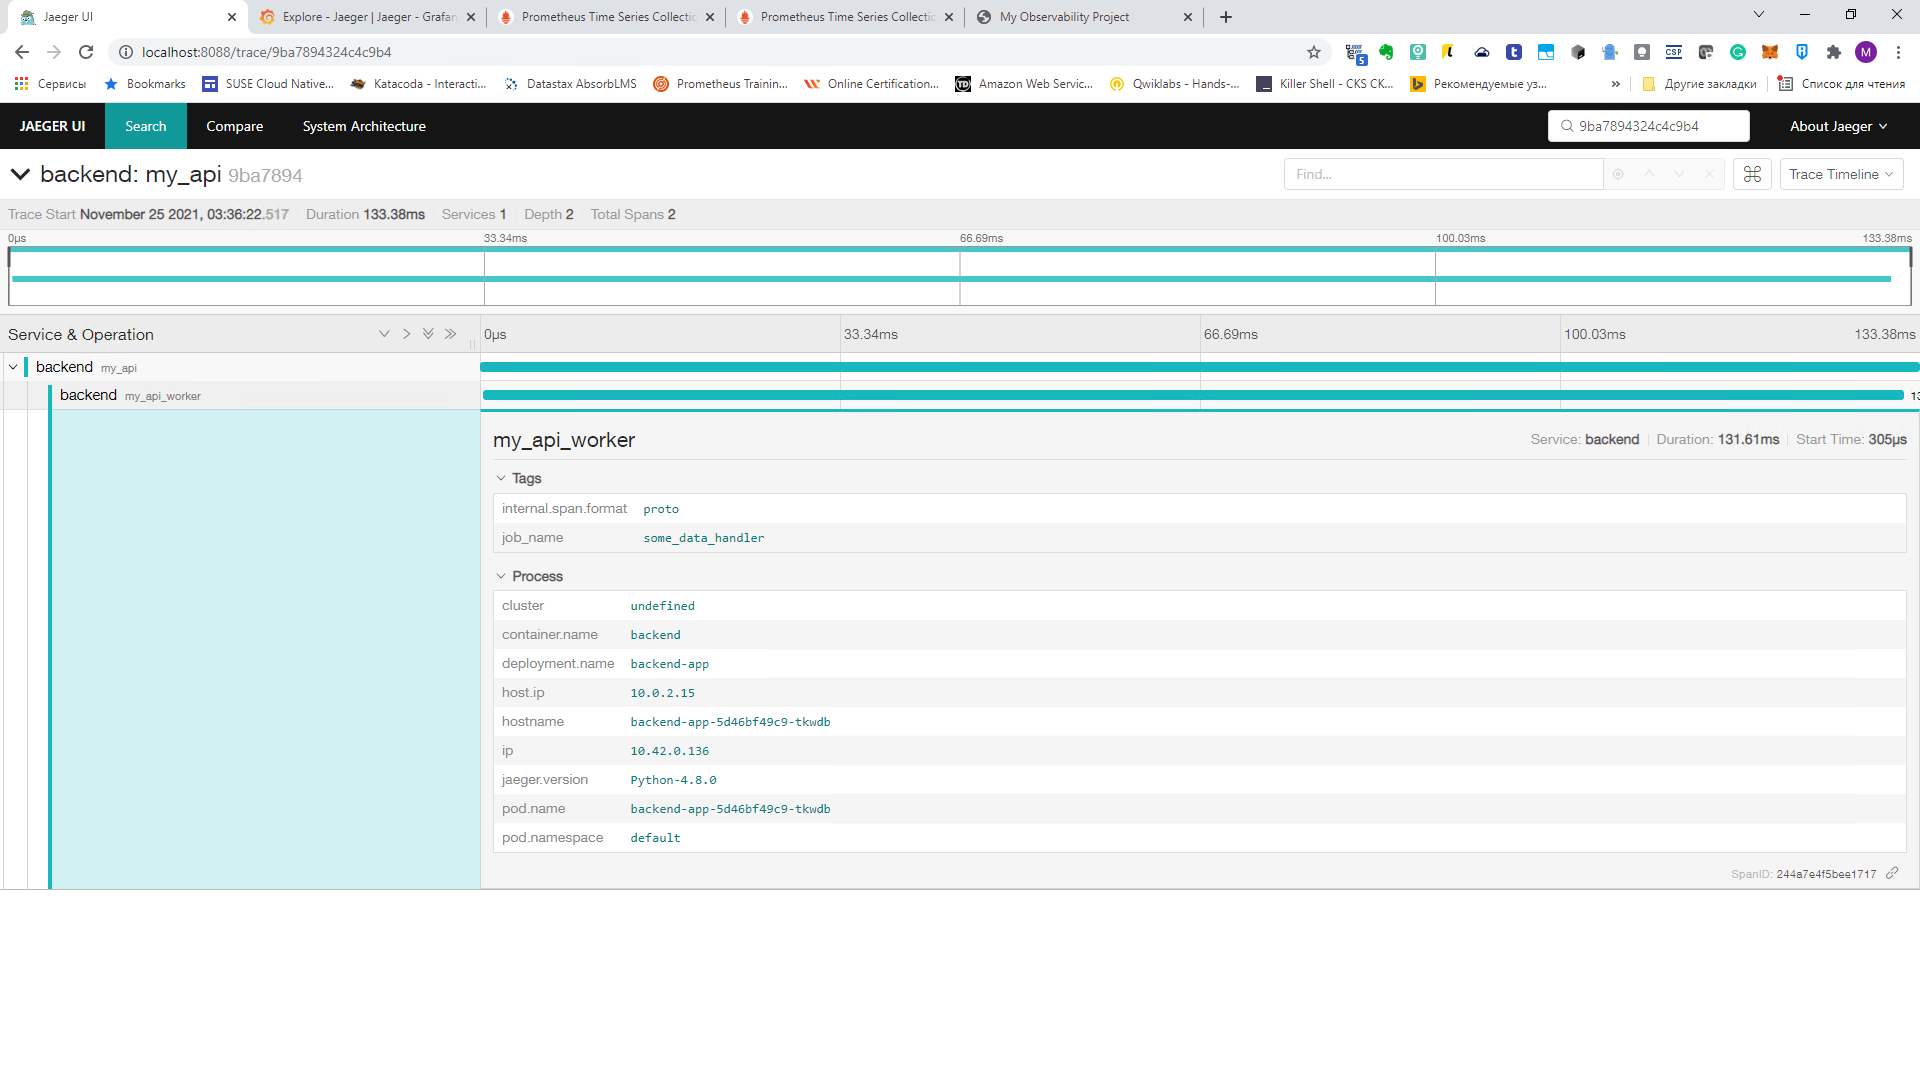 Jaeger UI
Explore - Jaeger | Jaeger - Grafan
Prometheus Time Series Collectio
Prometheus Time Series Collectio
My Observability Project
localhost:8088/trace/9ba7894324c4c9b4
5 CSP M
Сервисы Bookmarks SUSE Cloud Native... Katacoda - Interacti... Datastax AbsorbLMS Prometheus Trainin... Online Certification... Amazon Web Servic... Qwiklabs - Hands-... Killer Shell - CKS CK... Рекомендуемые уз... » Другие закладки Список для чтения
JAEGER UI Search Compare System Architecture 9ba7894324c4c9b4 About Jaeger
backend: my_api 9ba7894 Find... ⌘ Trace Timeline
Trace Start November 25 2021, 03:36:22.517 Duration 133.38ms Services 1 Depth 2 Total Spans 2
0μs 33.34ms 66.69ms 100.03ms 133.38ms
Service & Operation 0μs 33.34ms 66.69ms 100.03ms 133.38ms
backend my_api
backend my_api_worker 13
my_api_worker Service: backend Duration: 131.61ms Start Time: 305μs
Tags
internal.span.format proto
job_name some_data_handler
Process
cluster undefined
container.name backend
deployment.name backend-app
host.ip 10.0.2.15
hostname backend-app-5d46bf49c9-tkwdb
ip 10.42.0.136
jaeger.version Python-4.8.0
pod.name backend-app-5d46bf49c9-tkwdb
pod.namespace default
SpanID: 244a7e4f5bee1717